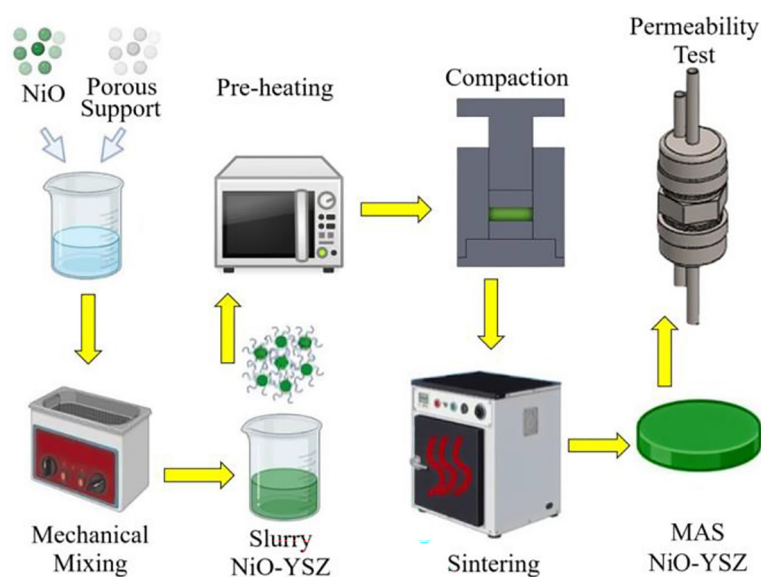 NiO
Porous
Support
Pre-heating
Compaction
Permeability
Test
Mechanical
Mixing
Slurry
NiO-YSZ
Sintering
MAS
NiO-YSZ